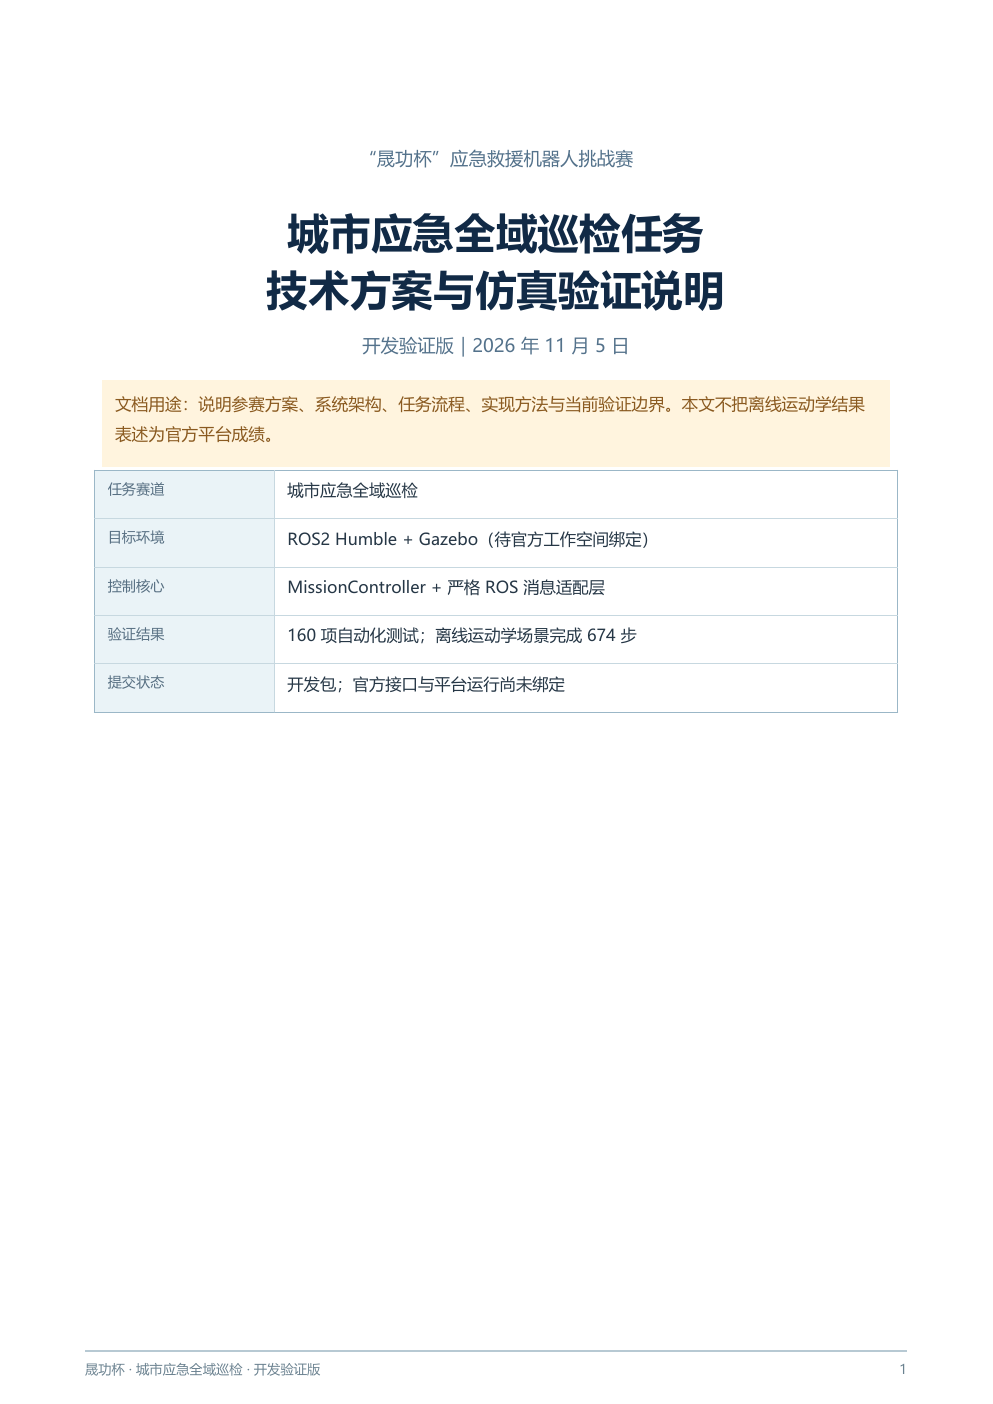 “晟功杯”应急救援机器人挑战赛
城市应急全域巡检任务
技术方案与仿真验证说明
开发验证版 | 2026 年 11 月 5 日
文档用途：说明参赛方案、系统架构、任务流程、实现方法与当前验证边界。本文不把离线运动学结果
表述为官方平台成绩。
任务赛道 城市应急全域巡检
目标环境 ROS2 Humble + Gazebo（待官方工作空间绑定）
控制核心 MissionController + 严格 ROS 消息适配层
验证结果 160 项自动化测试；离线运动学场景完成 674 步
提交状态 开发包；官方接口与平台运行尚未绑定
晟功杯 · 城市应急全域巡检 · 开发验证版 1